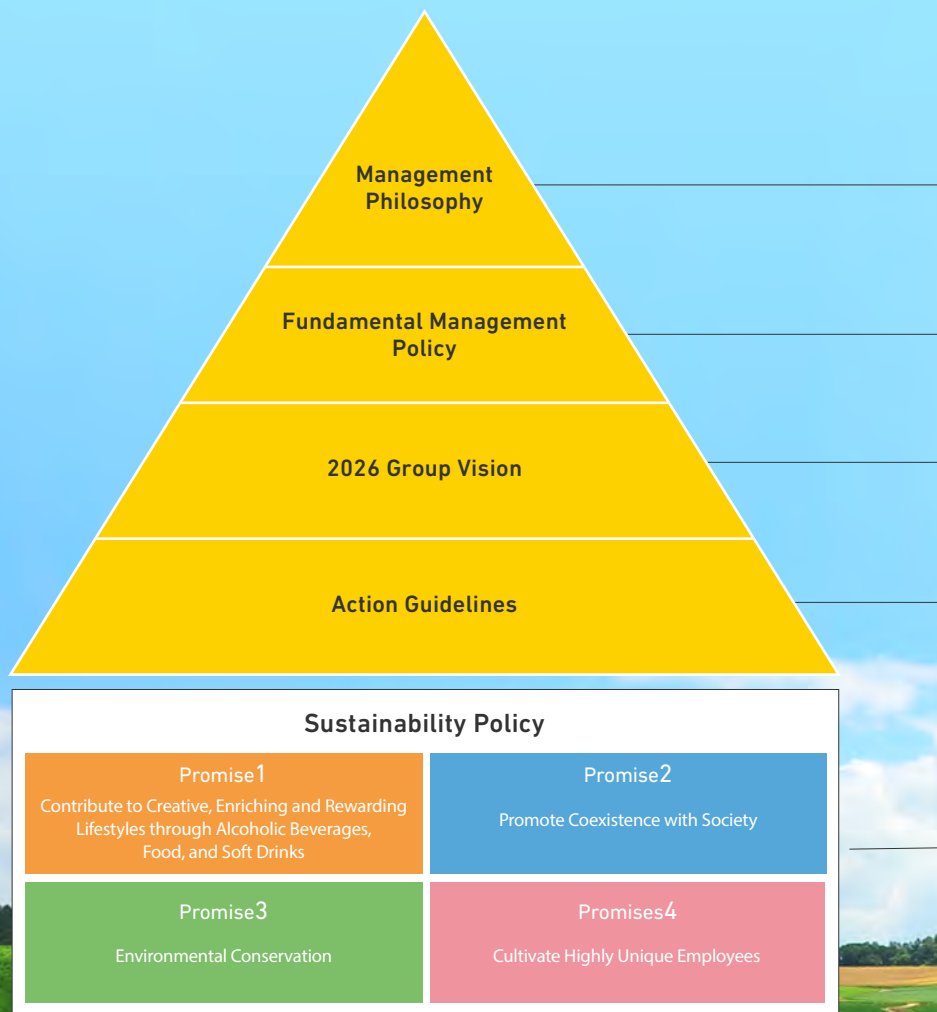 Management
Philosophy
Fundamental Management
Policy
2026 Group Vision
Action Guidelines
Sustainability Policy
Promise1
Contribute to Creative, Enriching and Rewarding
Lifestyles through Alcoholic Beverages,
Food, and Soft Drinks
Promise2
Promote Coexistence with Society
Promise3
Environmental Conservation
Promises4
Cultivate Highly Unique Employees